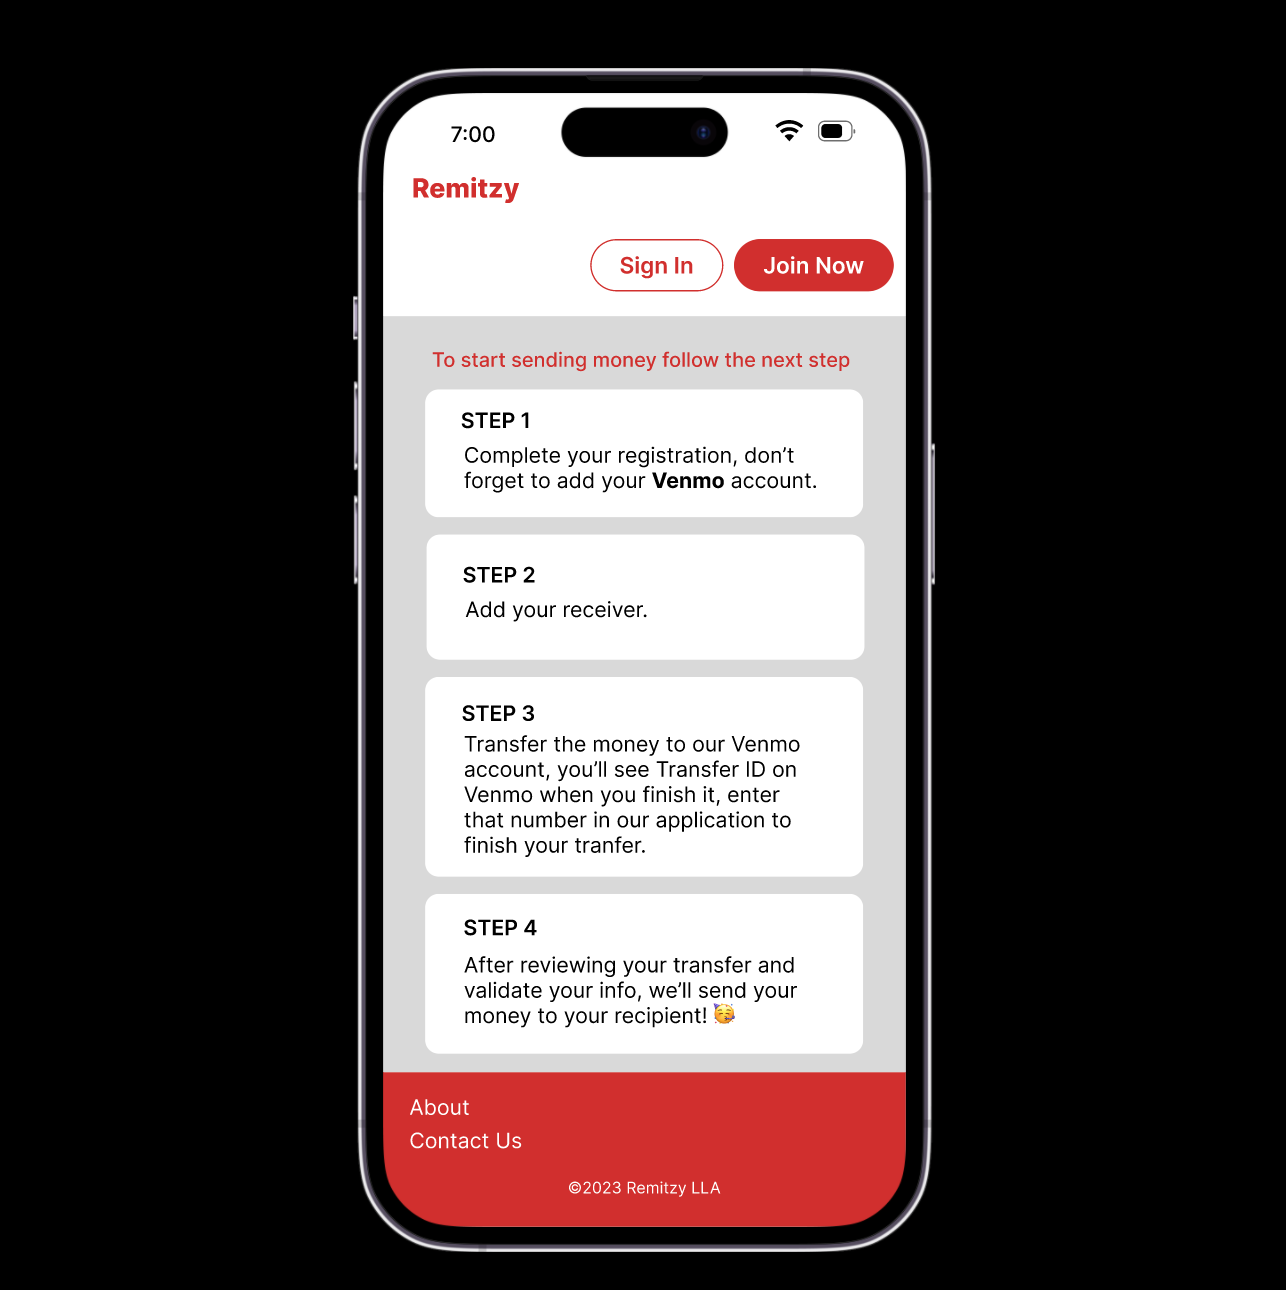 7:00
Remitzy
Sign In
Join Now
To start sending money follow the next step
STEP 1
Complete your registration, don’t
forget to add your Venmo account.
STEP 2
Add your receiver.
STEP 3
Transfer the money to our Venmo
account, you’ll see Transfer ID on
Venmo when you finish it, enter
that number in our application to
finish your tranfer.
STEP 4
After reviewing your transfer and
validate your info, we’ll send your
money to your recipient! 🥳
About
Contact Us
©2023 Remitzy LLA